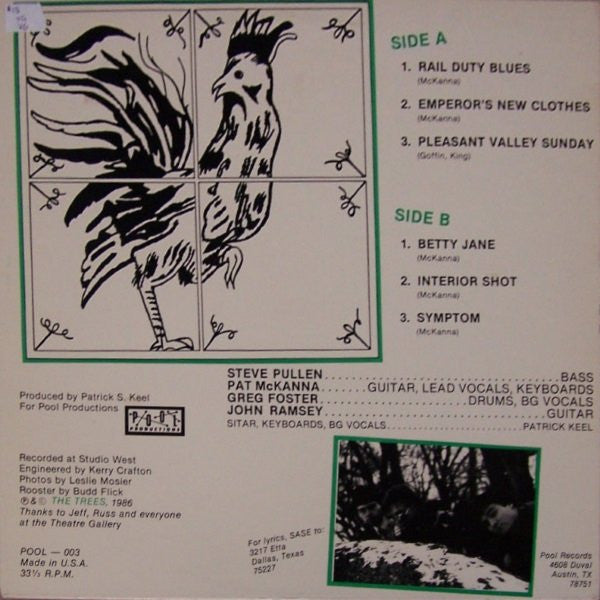 SIDE A
1. RAIL DUTY BLUES
(McKanna)
2. EMPEROR'S NEW CLOTHES
(McKanna)
3. PLEASANT VALLEY SUNDAY
(Goffin, King)
SIDE B
1. BETTY JANE
(McKanna)
2. INTERIOR SHOT
(McKanna)
3. SYMPTOM
(McKanna)
STEVE PULLEN BASS
PAT McKANNA GUITAR, LEAD VOCALS, KEYBOARDS
GREG FOSTER DRUMS, BG VOCALS
JOHN RAMSEY GUITAR
SITAR, KEYBOARDS, BG VOCALS PATRICK KEEL
Produced by Patrick S. Keel
For Pool Productions
POOL
PRODUCTIONS
Recorded at Studio West
Engineered by Kerry Crafton
Photos by Leslie Mosier
Rooster by Budd Flick
℗ & © THE TREES, 1986
Thanks to Jeff, Russ and everyone
at the Theatre Gallery
POOL — 003
Made in U.S.A.
33⅓ R.P.M.
For lyrics, SASE to:
3217 Etta
Dallas, Texas
75227
Pool Records
4608 Duval
Austin, TX
78751